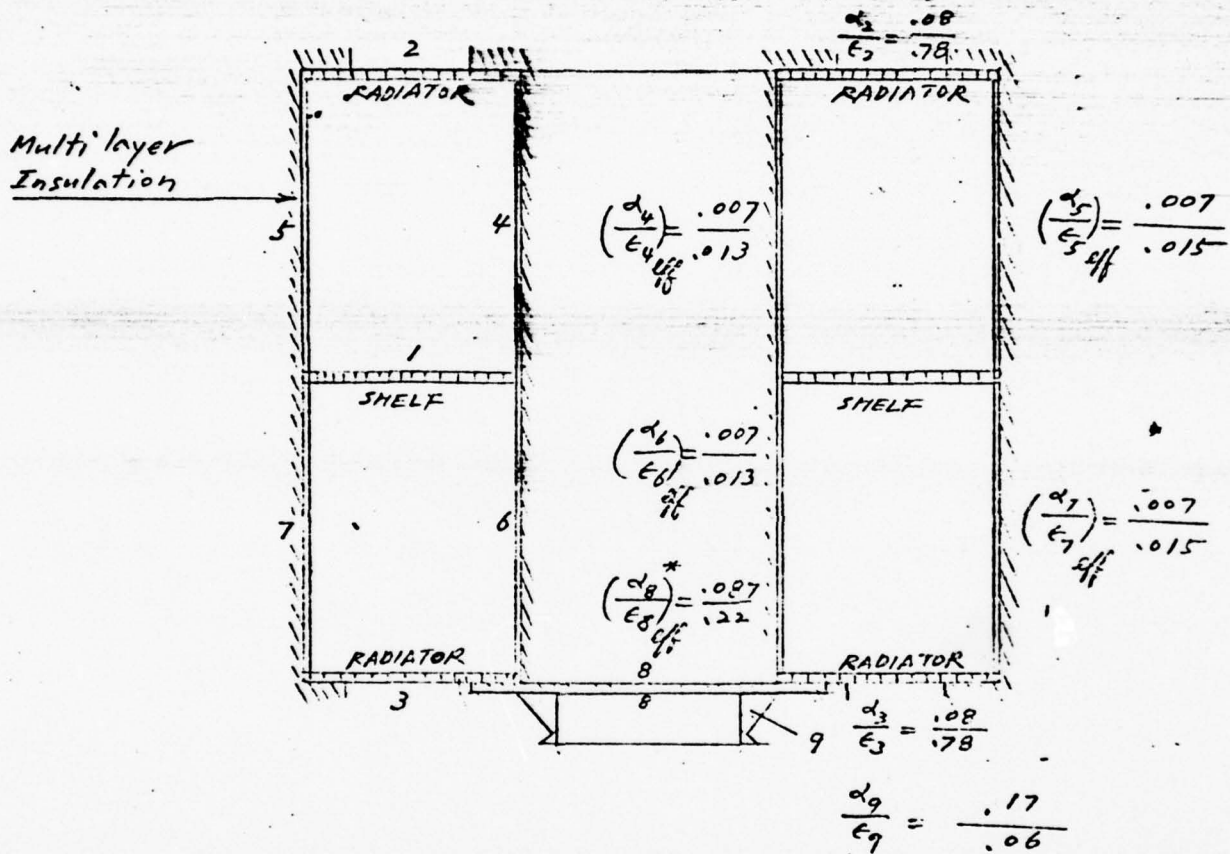 α₂/ε₂ = .08/.78
2
RADIATOR
RADIATOR
Multi layer
Insulation
5
4
(α₄/ε₄)eff = .007/.013
(α₅/ε₅)eff = .007/.015
1
SHELF
SHELF
7
6
(α₆/ε₆)eff = .007/.013
(α₇/ε₇)eff = .007/.015
(α₈/ε₈)eff* = .087/.22
RADIATOR
8
RADIATOR
3
8
9
α₃/ε₃ = .08/.78
α₉/ε₉ = .17/.06